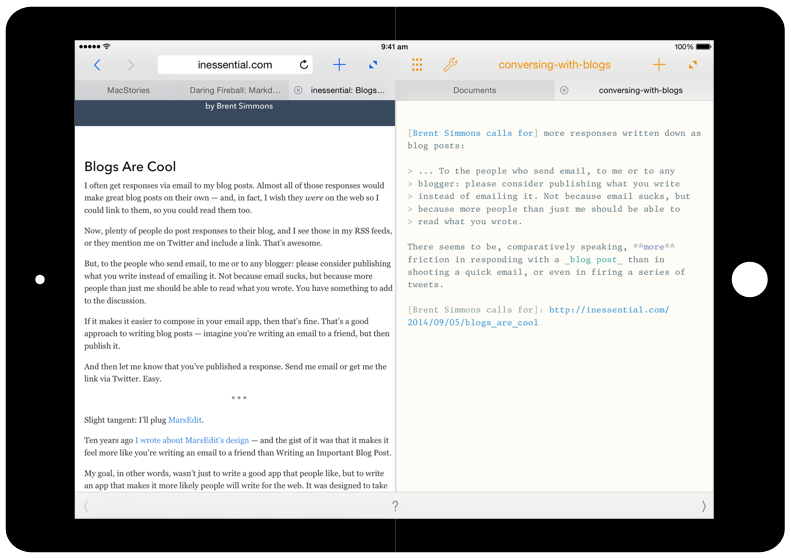 9:41 am
100%
inessential.com
conversing-with-blogs
MacStories
Daring Fireball: Markd...
inessential: Blogs...
Documents
conversing-with-blogs
by Brent Simmons
Blogs Are Cool
I often get responses via email to my blog posts. Almost all of those responses would
make great blog posts on their own — and, in fact, I wish they were on the web so I
could link to them, so you could read them too.
Now, plenty of people do post responses to their blog, and I see those in my RSS feeds,
or they mention me on Twitter and include a link. That's awesome.
But, to the people who send email, to me or to any blogger: please consider publishing
what you write instead of emailing it. Not because email sucks, but because more
people than just me should be able to read what you wrote. You have something to add
to the discussion.
If it makes it easier to compose in your email app, then that's fine. That's a good
approach to writing blog posts — imagine you're writing an email to a friend, but then
publish it.
And then let me know that you've published a response. Send me email or get me the
link via Twitter. Easy.
* * *
Slight tangent: I'll plug MarsEdit.
Ten years ago I wrote about MarsEdit's design — and the gist of it was that it makes it
feel more like you're writing an email to a friend than Writing an Important Blog Post.
My goal, in other words, wasn't just to write a good app that people like, but to write
an app that makes it more likely people will write for the web. It was designed to take
[Brent Simmons calls for] more responses written down as
blog posts:
> ... To the people who send email, to me or to any
> blogger: please consider publishing what you write
> instead of emailing it. Not because email sucks, but
> because more people than just me should be able to
> read what you wrote.
There seems to be, comparatively speaking, **more**
friction in responding with a _blog post_ than in
shooting a quick email, or even in firing a series of
tweets.
[Brent Simmons calls for]: http://inessential.com/
2014/09/05/blogs_are_cool
?